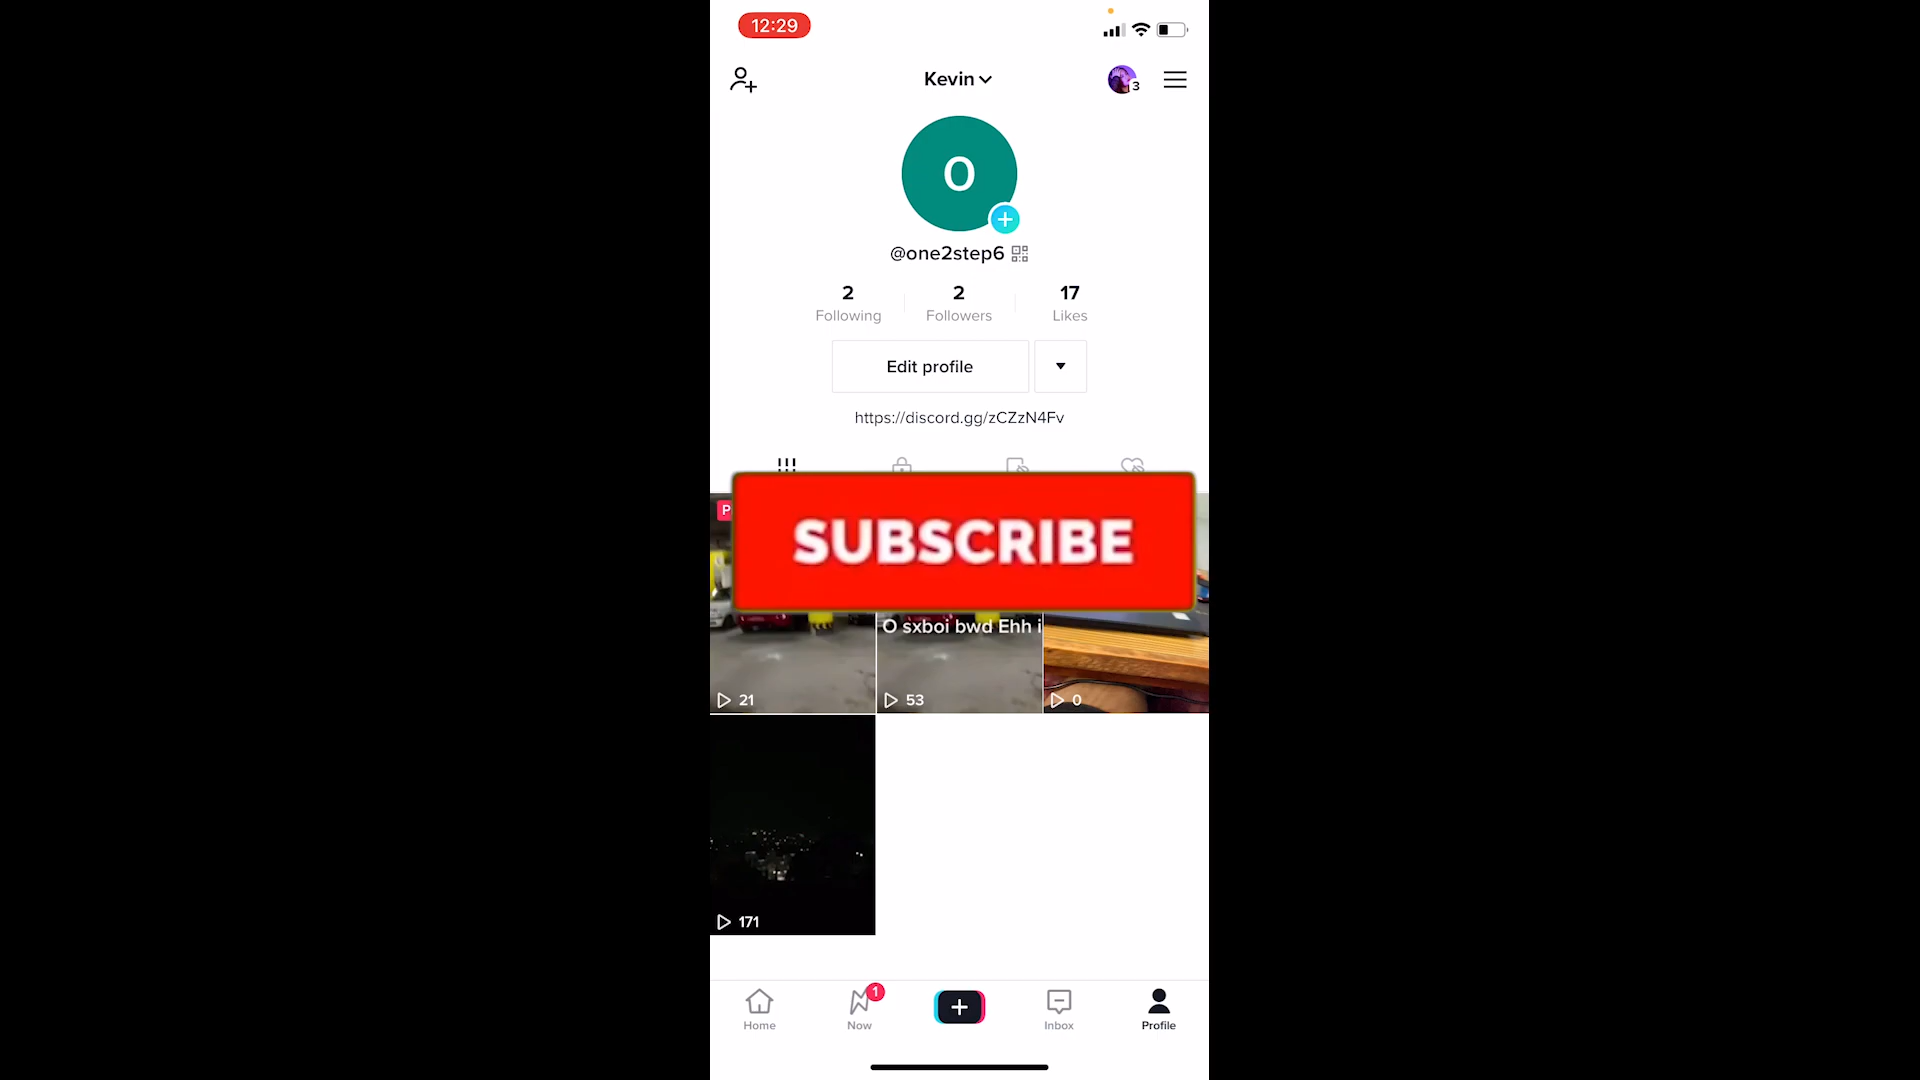 12:29
Kevin
3
O
@one2step6
2
2
17
Following
Followers
Likes
Edit profile
https://discord.gg/zCZzN4Fv
P
SUBSCRIBE
O sxboi bwd Ehh i
21
53
0
171
1
Home
Now
Inbox
Profile